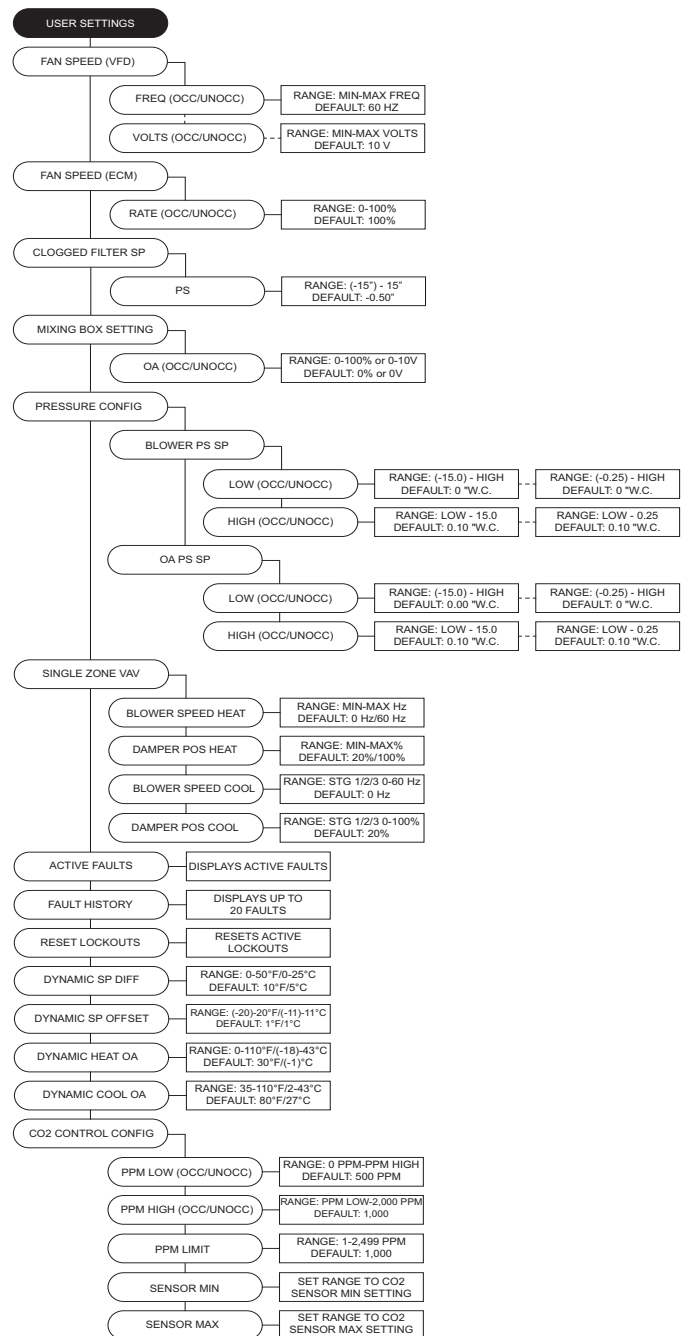 USER SETTINGS
FAN SPEED (VFD)
FREQ (OCC/UNOCC)
RANGE: MIN-MAX FREQ
DEFAULT: 60 HZ
VOLTS (OCC/UNOCC)
RANGE: MIN-MAX VOLTS
DEFAULT: 10 V
FAN SPEED (ECM)
RATE (OCC/UNOCC)
RANGE: 0-100%
DEFAULT: 100%
CLOGGED FILTER SP
PS
RANGE: (-15") - 15"
DEFAULT: -0.50"
MIXING BOX SETTING
OA (OCC/UNOCC)
RANGE: 0-100% or 0-10V
DEFAULT: 0% or 0V
PRESSURE CONFIG
BLOWER PS SP
LOW (OCC/UNOCC)
RANGE: (-15.0) - HIGH
DEFAULT: 0 "W.C.
RANGE: (-0.25) - HIGH
DEFAULT: 0 "W.C.
HIGH (OCC/UNOCC)
RANGE: LOW - 15.0
DEFAULT: 0.10 "W.C.
RANGE: LOW - 0.25
DEFAULT: 0.10 "W.C.
OA PS SP
LOW (OCC/UNOCC)
RANGE: (-15.0) - HIGH
DEFAULT: 0.00 "W.C.
RANGE: (-0.25) - HIGH
DEFAULT: 0 "W.C.
HIGH (OCC/UNOCC)
RANGE: LOW - 15.0
DEFAULT: 0.10 "W.C.
RANGE: LOW - 0.25
DEFAULT: 0.10 "W.C.
SINGLE ZONE VAV
BLOWER SPEED HEAT
RANGE: MIN-MAX Hz
DEFAULT: 0 Hz/60 Hz
DAMPER POS HEAT
RANGE: MIN-MAX%
DEFAULT: 20%/100%
BLOWER SPEED COOL
RANGE: STG 1/2/3 0-60 Hz
DEFAULT: 0 Hz
DAMPER POS COOL
RANGE: STG 1/2/3 0-100%
DEFAULT: 20%
ACTIVE FAULTS
DISPLAYS ACTIVE FAULTS
FAULT HISTORY
DISPLAYS UP TO
20 FAULTS
RESET LOCKOUTS
RESETS ACTIVE
LOCKOUTS
DYNAMIC SP DIFF
RANGE: 0-50°F/0-25°C
DEFAULT: 10°F/5°C
DYNAMIC SP OFFSET
RANGE: (-20)-20°F/(-11)-11°C
DEFAULT: 1°F/1°C
DYNAMIC HEAT OA
RANGE: 0-110°F/(-18)-43°C
DEFAULT: 30°F/(-1)°C
DYNAMIC COOL OA
RANGE: 35-110°F/2-43°C
DEFAULT: 80°F/27°C
CO2 CONTROL CONFIG
PPM LOW (OCC/UNOCC)
RANGE: 0 PPM-PPM HIGH
DEFAULT: 500 PPM
PPM HIGH (OCC/UNOCC)
RANGE: PPM LOW-2,000 PPM
DEFAULT: 1,000
PPM LIMIT
RANGE: 1-2,499 PPM
DEFAULT: 1,000
SENSOR MIN
SET RANGE TO CO2
SENSOR MIN SETTING
SENSOR MAX
SET RANGE TO CO2
SENSOR MAX SETTING